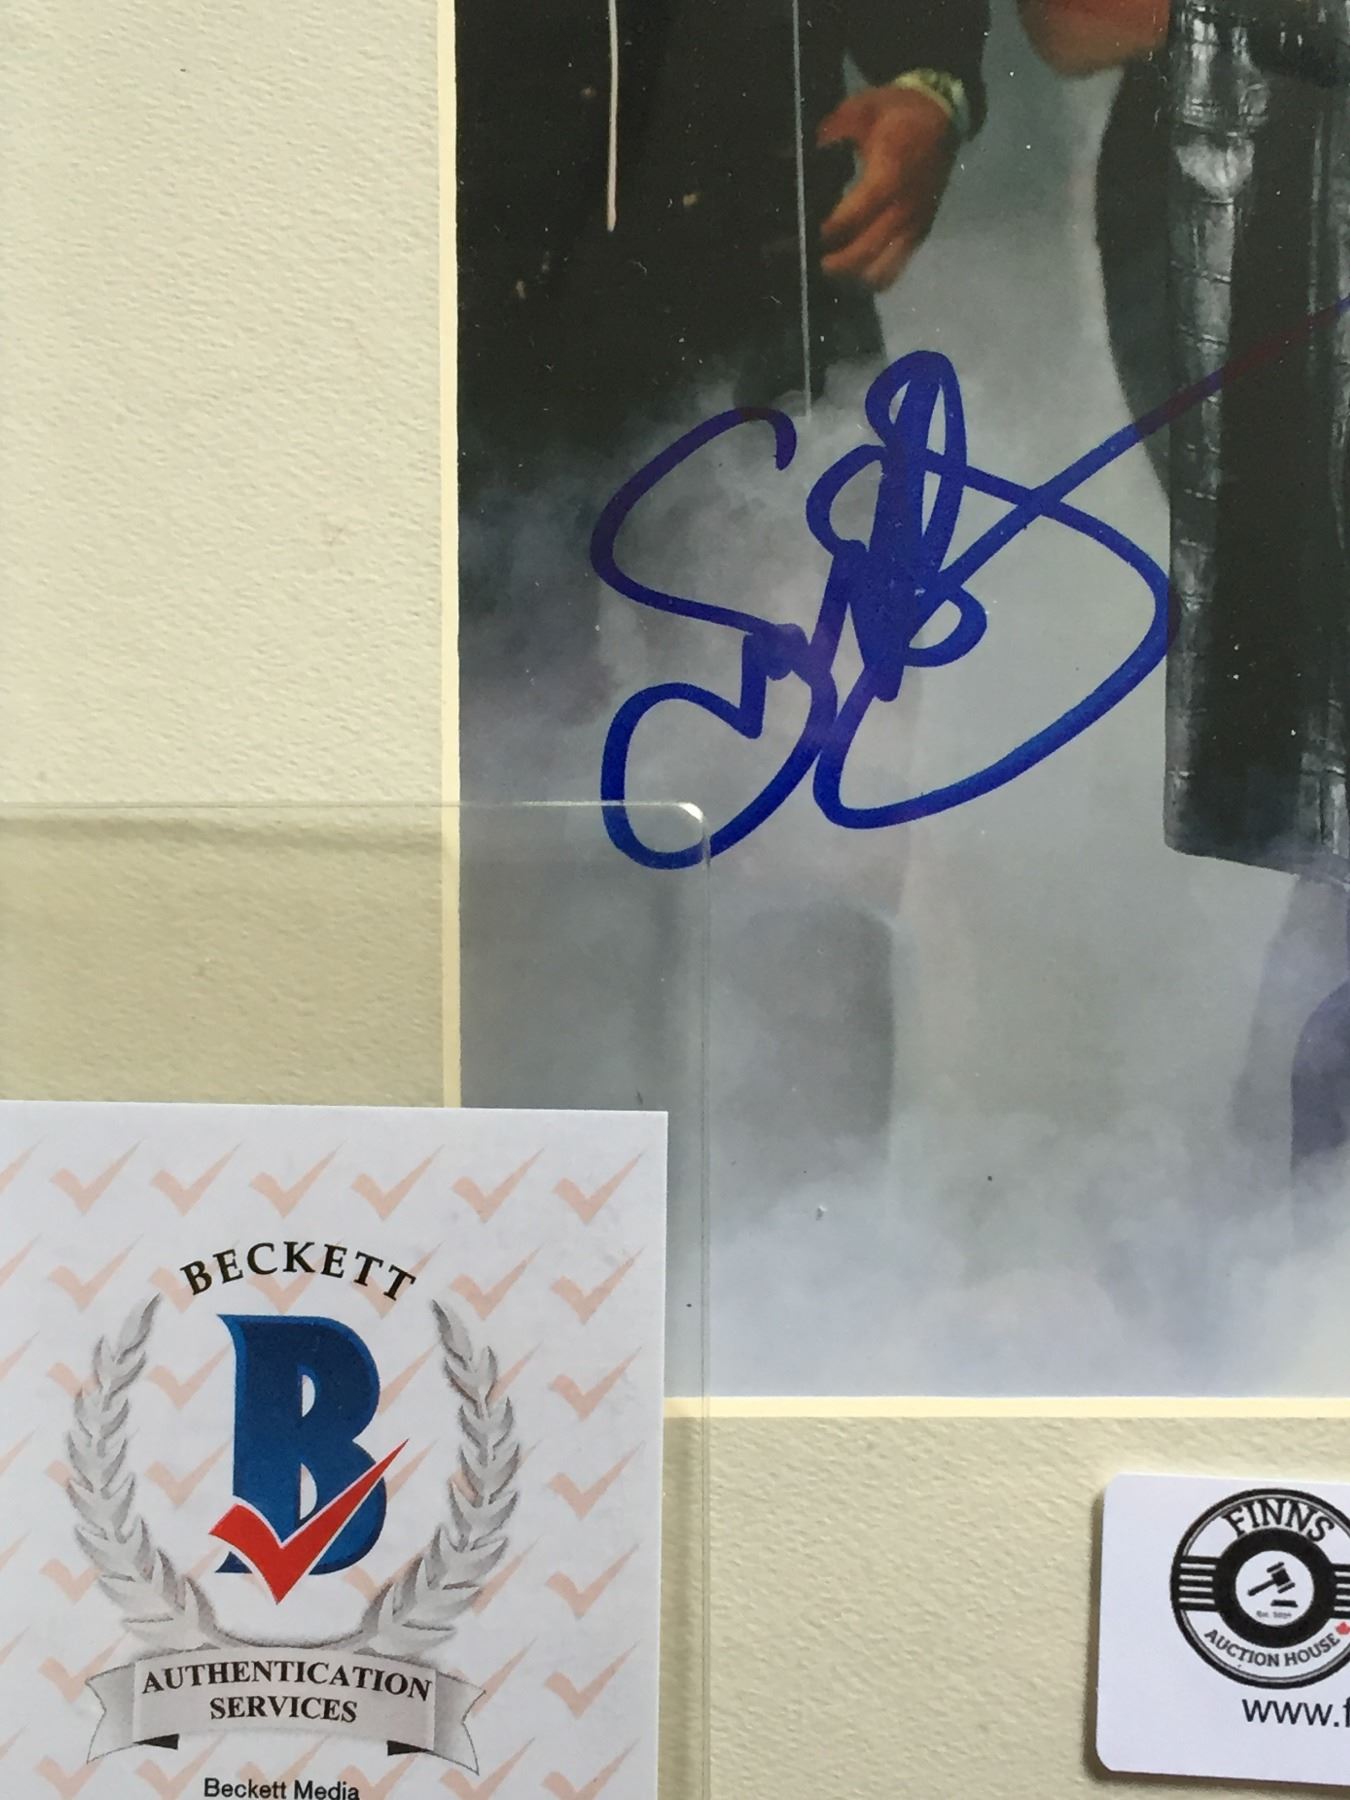 BECKETT
B
AUTHENTICATION
SERVICES
Beckett Media
FINNS
AUCTION HOUSE
www.f